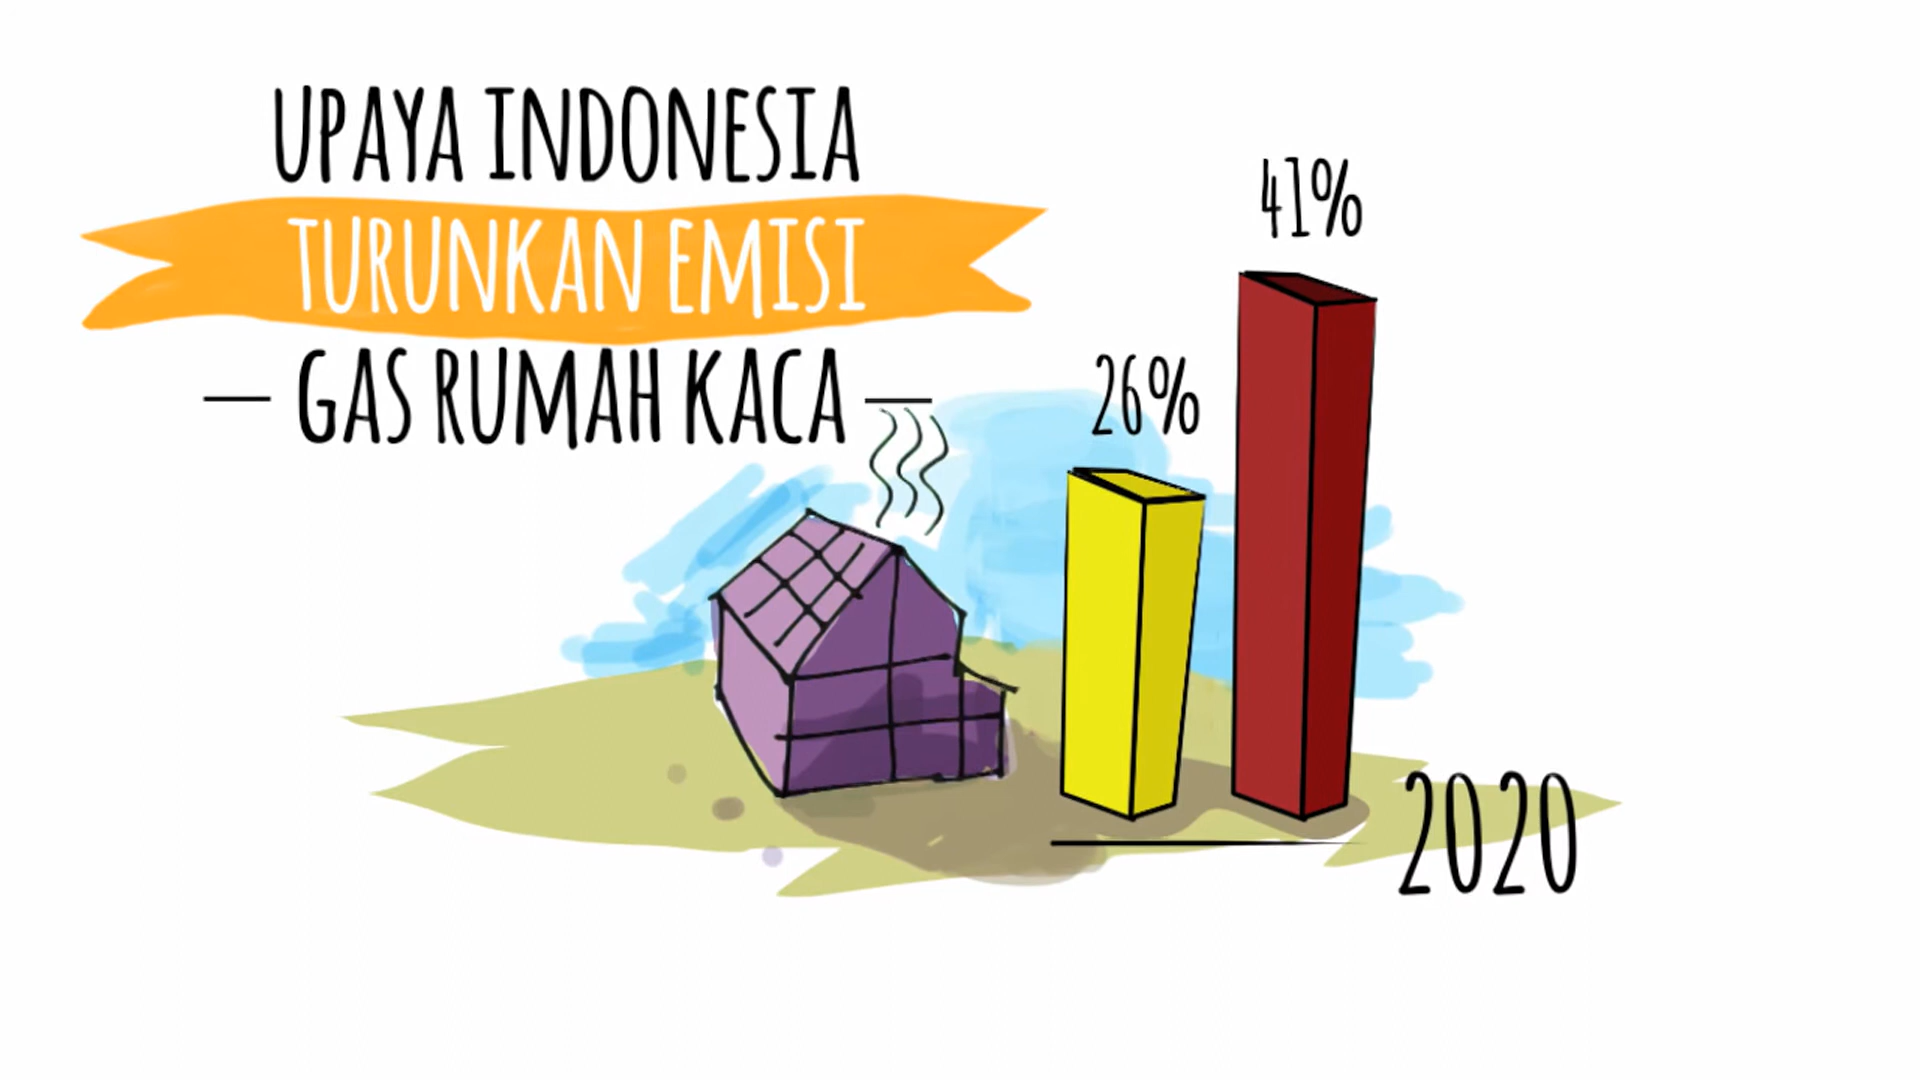 UPAYA INDONESIA
TURUNKAN EMISI
— GAS RUMAH KACA —
41%
26%
2020